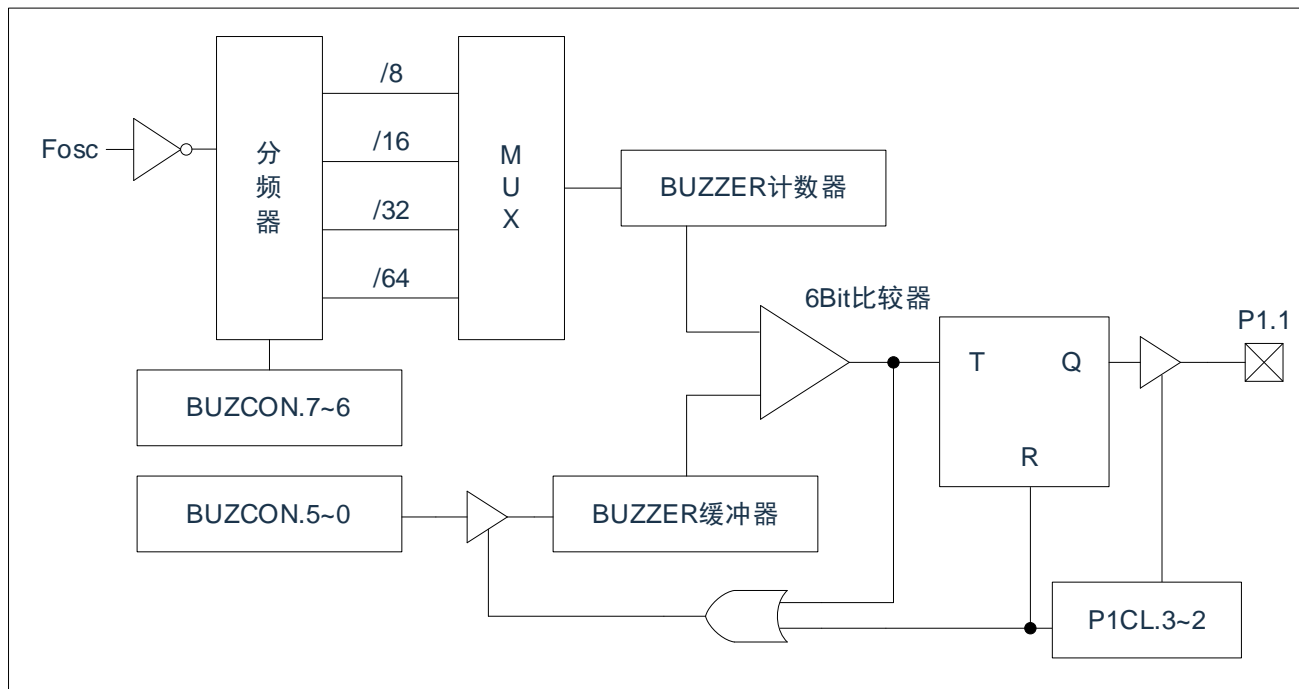 /8
Fosc
分频器
/16
/32
/64
MUX
BUZZER计数器
6Bit比较器
P1.1
T
Q
R
BUZCON.7~6
BUZCON.5~0
BUZZER缓冲器
P1CL.3~2